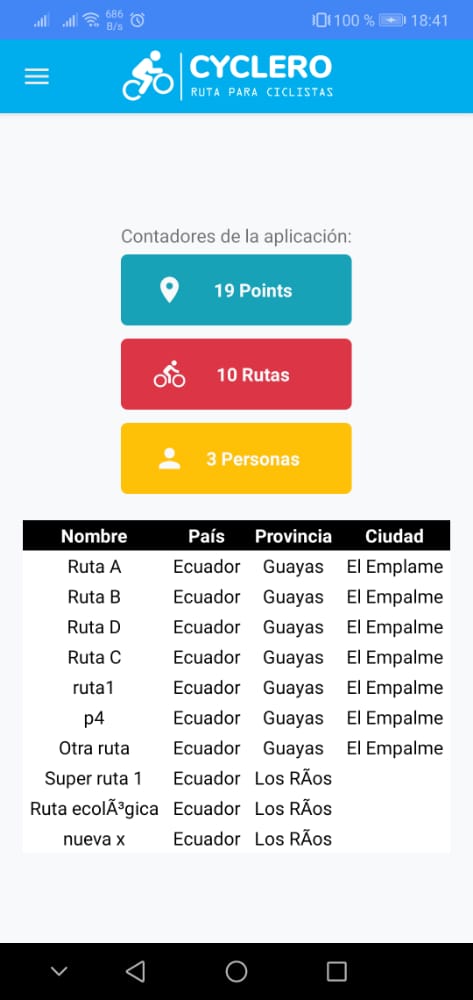 686
B/s
100 %
18:41
CYCLERO
RUTA PARA CICLISTAS
Contadores de la aplicación:
19 Points
10 Rutas
3 Personas
Nombre País Provincia Ciudad
Ruta A Ecuador Guayas El Emplame
Ruta B Ecuador Guayas El Empalme
Ruta D Ecuador Guayas El Empalme
Ruta C Ecuador Guayas El Empalme
ruta1 Ecuador Guayas El Empalme
p4 Ecuador Guayas El Empalme
Otra ruta Ecuador Guayas El Empalme
Super ruta 1 Ecuador Los RÃos
Ruta ecolÃ³gica Ecuador Los RÃos
nueva x Ecuador Los RÃos